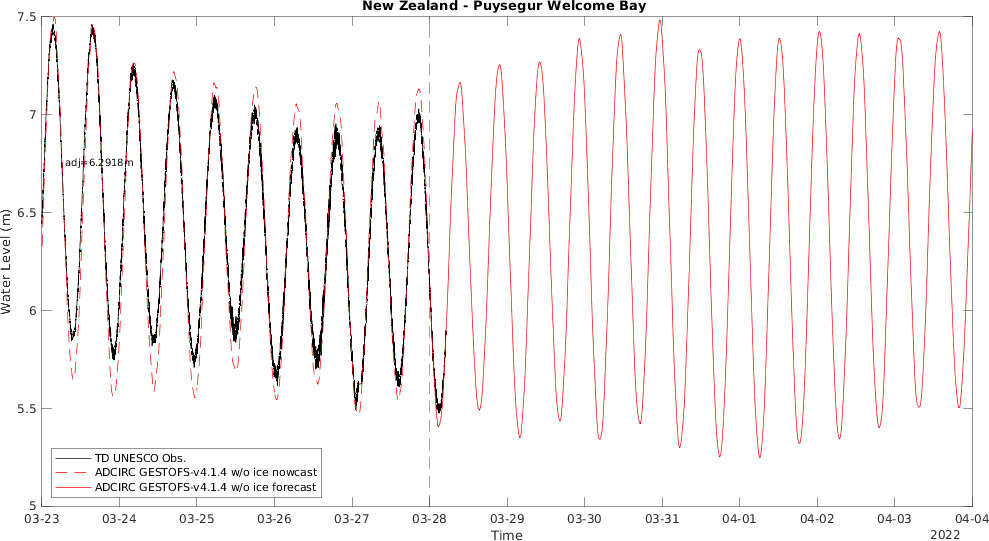 New Zealand - Puysegur Welcome Bay
7.5
7
6.5
6
5.5
5
Water Level (m)
adj=6.2918m
TD UNESCO Obs.
ADCIRC GESTOFS-v4.1.4 w/o ice nowcast
ADCIRC GESTOFS-v4.1.4 w/o ice forecast
03-23 03-24 03-25 03-26 03-27 03-28 03-29 03-30 03-31 04-01 04-02 04-03 04-04
Time
2022